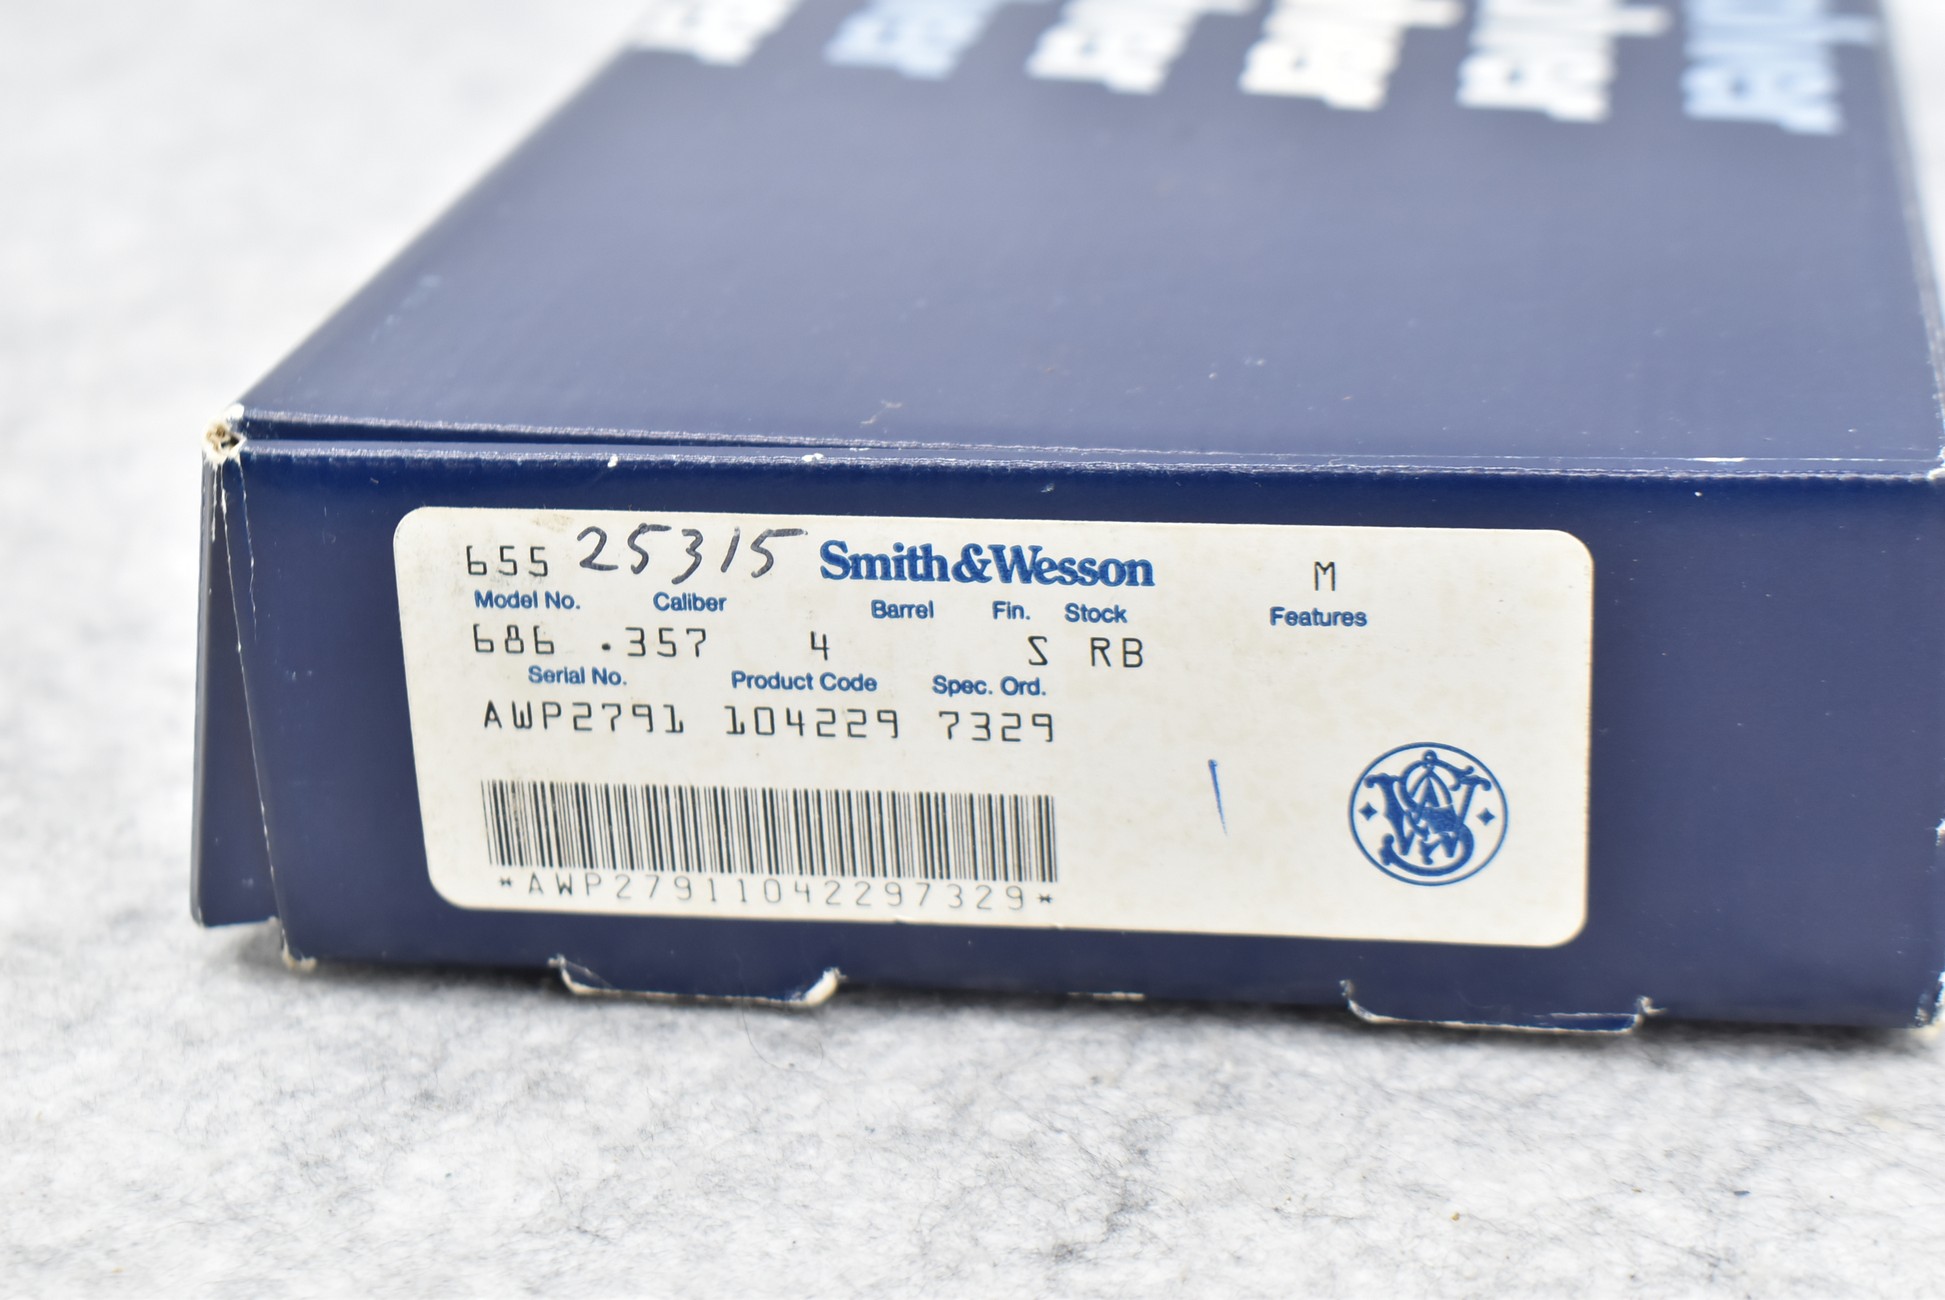 655 25315 Smith&Wesson M
Model No. Caliber Barrel Fin. Stock Features
686 .357 4 S RB
Serial No. Product Code Spec. Ord.
AWP2791 104229 7329
*AWP27911042297329*